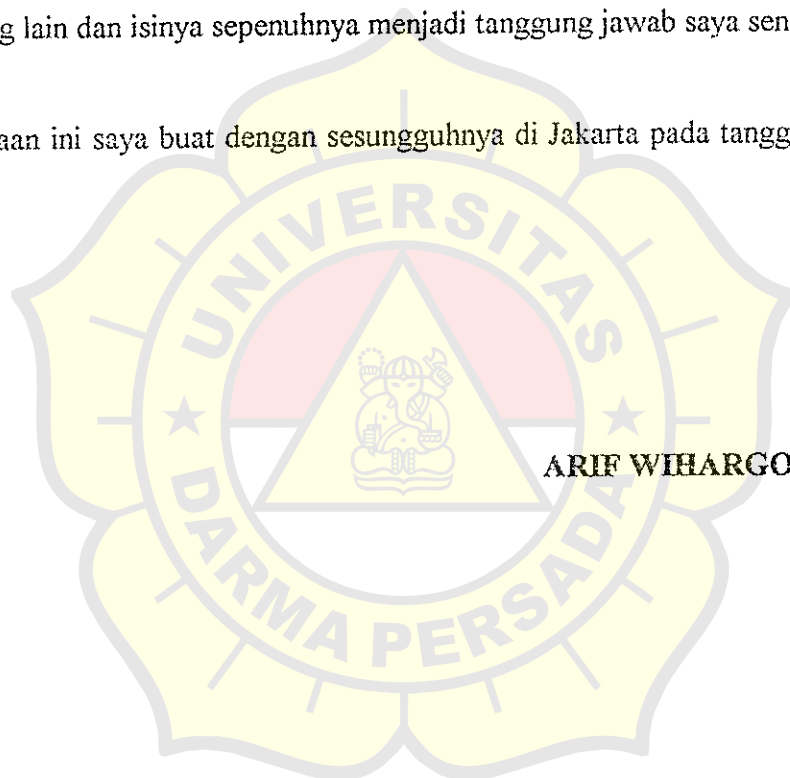 g lain dan isinya sepenuhnya menjadi tanggung jawab saya sen
aan ini saya buat dengan sesungguhnya di Jakarta pada tangg
UNIVERSITAS
ARIF WIHARGO
DARMA PERSADA